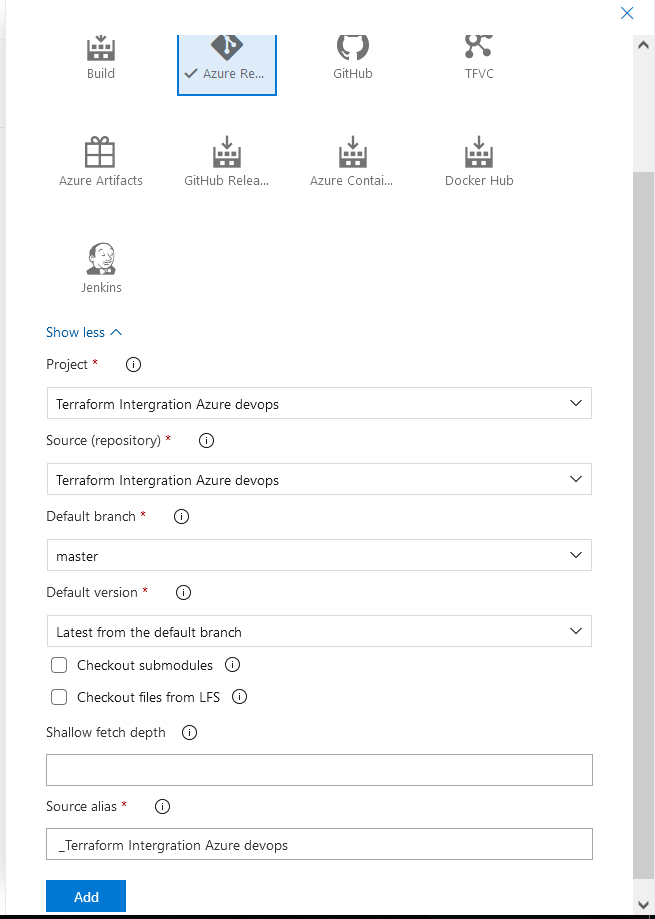 Build
Azure Re...
GitHub
TFVC
Azure Artifacts
GitHub Relea...
Azure Contai...
Docker Hub
Jenkins
Show less
Project *
Terraform Intergration Azure devops
Source (repository) *
Terraform Intergration Azure devops
Default branch *
master
Default version *
Latest from the default branch
Checkout submodules
Checkout files from LFS
Shallow fetch depth
Source alias *
_Terraform Intergration Azure devops
Add